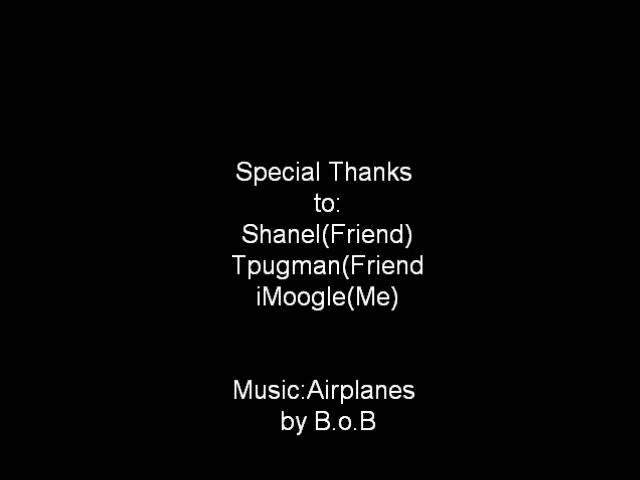 Special Thanks
to:
Shanel(Friend)
Tpugman(Friend
iMoogle(Me)
Music:Airplanes
by B.o.B